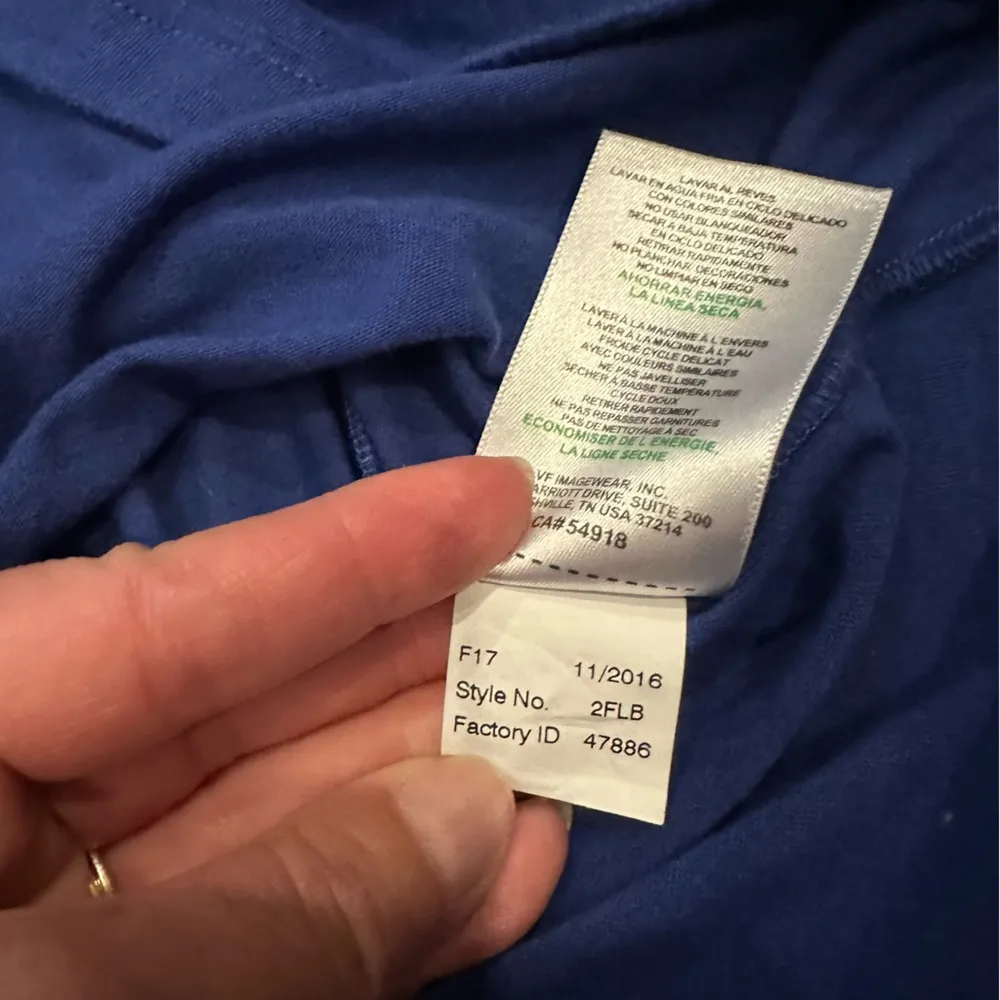 LAVAR AL REVES
LAVAR EN AGUA FRIA EN CICLO DELICADO
CON COLORES SIMILARES
NO USAR BLANQUEADOR
SECAR A BAJA TEMPERATURA
EN CICLO DELICADO
RETIRAR RAPIDAMENTE
NO PLANCHAR DECORACIONES
NO LIMPIAR EN SECO
AHORRAR ENERGIA,
LA LINEA SECA
LAVER À LA MACHINE À L ENVERS
LAVER À LA MACHINE À L'EAU
FROIDE CYCLE DELICAT
AVEC COULEURS SIMILAIRES
NE PAS JAVELLISER
SÉCHER A BASSE TEMPÉRATURE
CYCLE DOUX
RETIRER RAPIDEMENT
NE PAS REPASSER GARNITURES
PAS DE NETTOYAGE A SEC
ECONOMISER DE L ENERGIE,
LA LIGNE SECHE
VF IMAGEWEAR, INC.
ARRIOTT DRIVE, SUITE 200
HVILLE, TN USA 37214
CA#54918
F17 11/2016
Style No. 2FLB
Factory ID 47886